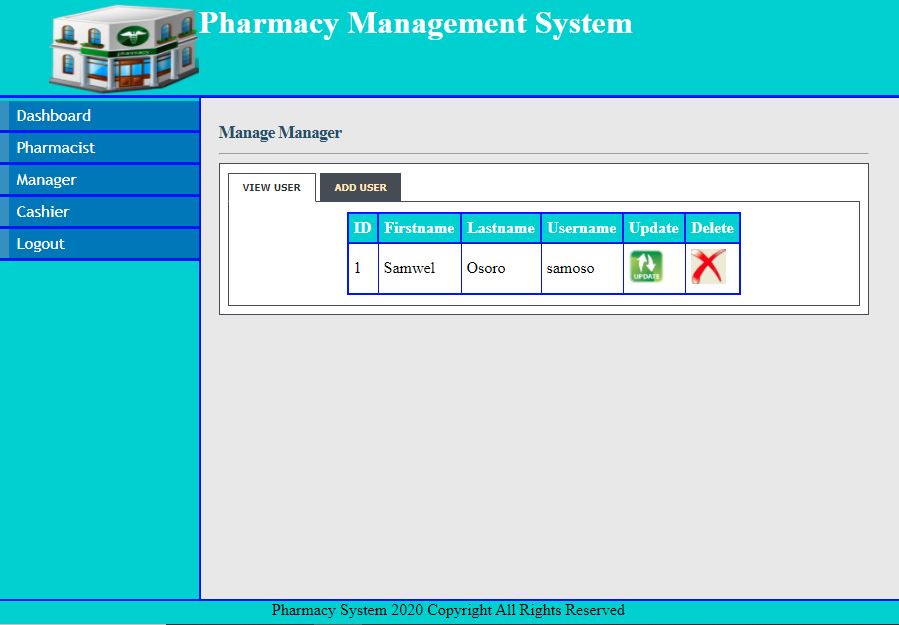 Pharmacy Management System
Dashboard
Pharmacist
Manager
Cashier
Logout
Manage Manager
VIEW USER ADD USER
ID Firstname Lastname Username Update Delete
1 Samwel Osoro samoso UPDATE
Pharmacy System 2020 Copyright All Rights Reserved